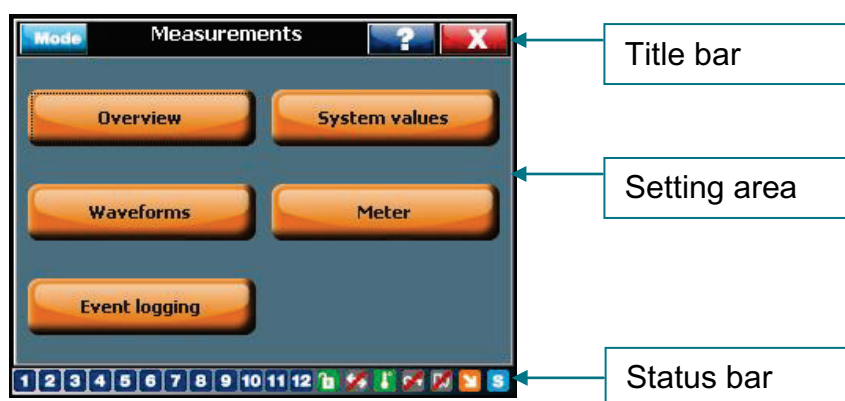 Mode Measurements ? X
Title bar
Overview System values
Setting area
Waveforms Meter
Event logging
1 2 3 4 5 6 7 8 9 10 11 12 S
Status bar